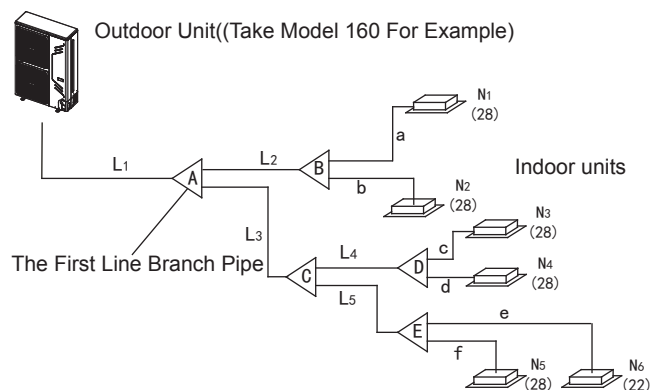 Outdoor Unit((Take Model 160 For Example)
N1
(28)
a
L1
L2
B
A
b
N2
(28)
Indoor units
The First Line Branch Pipe
L3
L4
C
L5
c
D
d
N3
(28)
N4
(28)
E
e
f
N5
(28)
N6
(22)